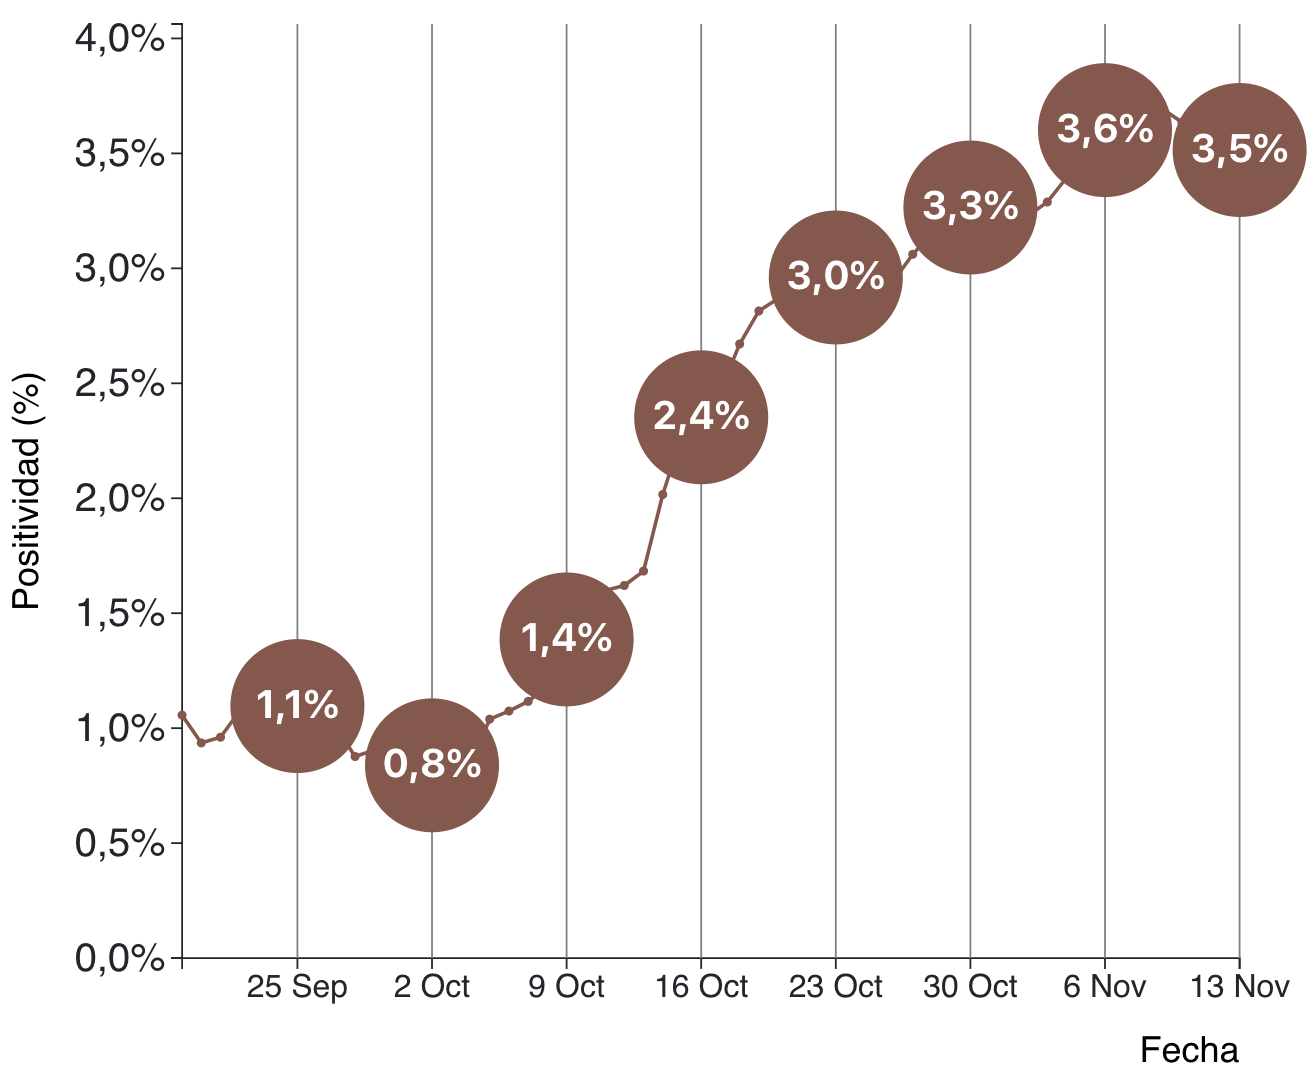 4,0%
3,5%
3,0%
2,5%
2,0%
1,5%
1,0%
0,5%
0,0%
Positividad (%)
1,1%
0,8%
1,4%
2,4%
3,0%
3,3%
3,6%
3,5%
25 Sep
2 Oct
9 Oct
16 Oct
23 Oct
30 Oct
6 Nov
13 Nov
Fecha